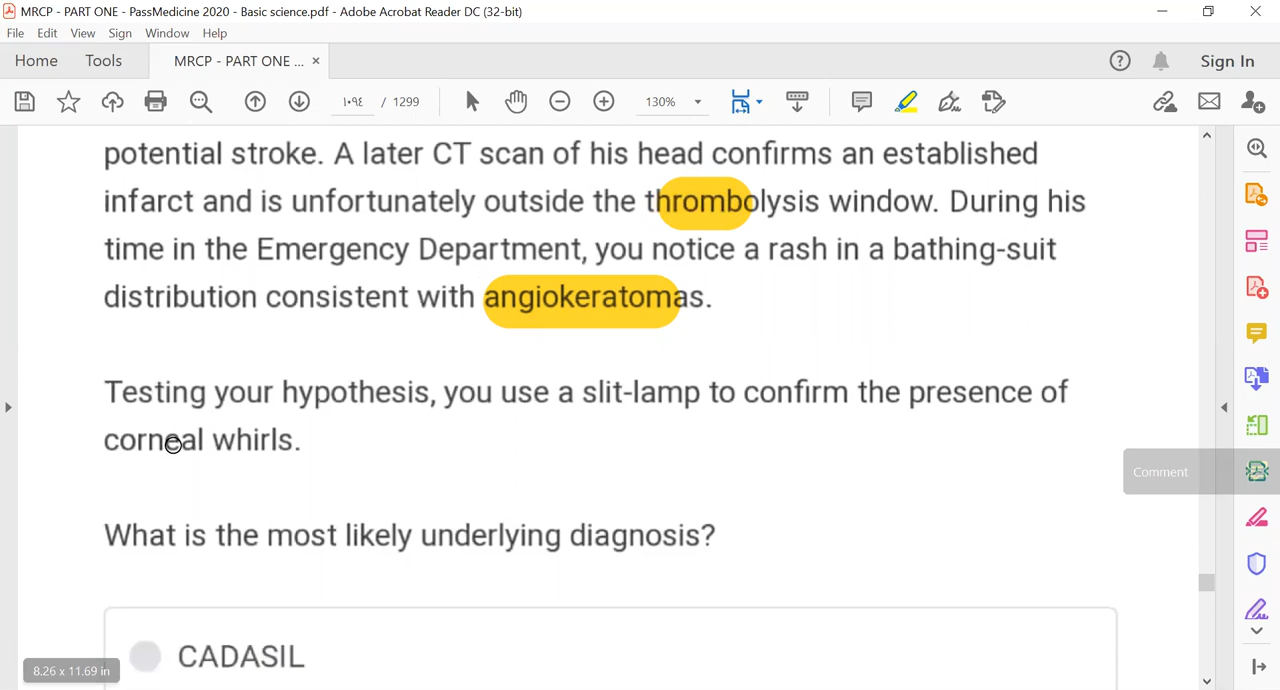 MRCP - PART ONE - PassMedicine 2020 - Basic science.pdf - Adobe Acrobat Reader DC (32-bit)
File Edit View Sign Window Help
Home Tools MRCP - PART ONE ... × Sign In
١٠٩٤ / 1299 130%
potential stroke. A later CT scan of his head confirms an established
infarct and is unfortunately outside the thrombolysis window. During his
time in the Emergency Department, you notice a rash in a bathing-suit
distribution consistent with angiokeratomas.
Testing your hypothesis, you use a slit-lamp to confirm the presence of
corneal whirls.
Comment
What is the most likely underlying diagnosis?
CADASIL
8.26 x 11.69 in